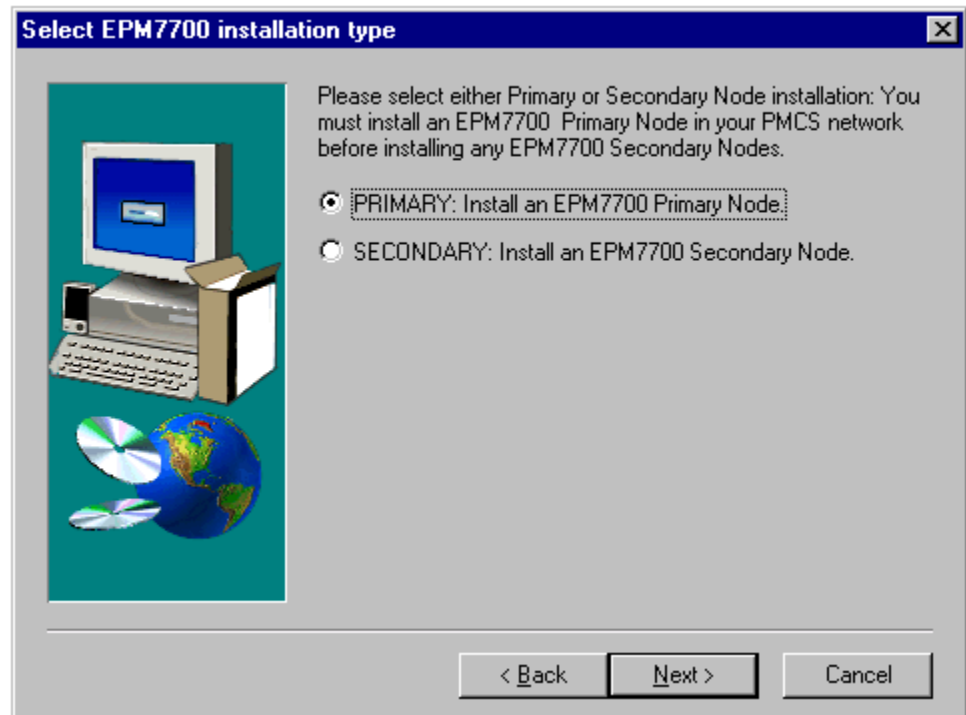 Select EPM7700 installation type
Please select either Primary or Secondary Node installation: You
must install an EPM7700  Primary Node in your PMCS network
before installing any EPM7700 Secondary Nodes.
PRIMARY: Install an EPM7700 Primary Node.
SECONDARY: Install an EPM7700 Secondary Node.
< Back
Next >
Cancel